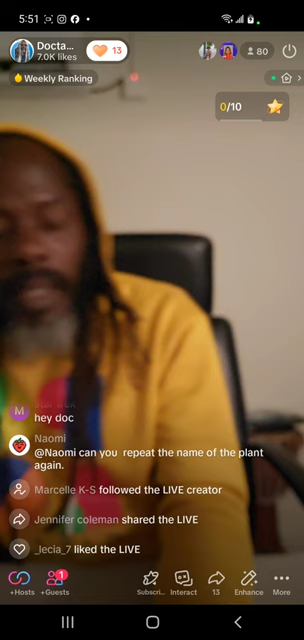 5:51
Docta...
7.0K likes
13
80
Weekly Ranking
0/10
hey doc
Naomi
@Naomi can you repeat the name of the plant
again.
Marcelle K-S followed the LIVE creator
Jennifer coleman shared the LIVE
_lecia_7 liked the LIVE
1
+Hosts
+Guests
Subscri...
Interact
13
Enhance
More